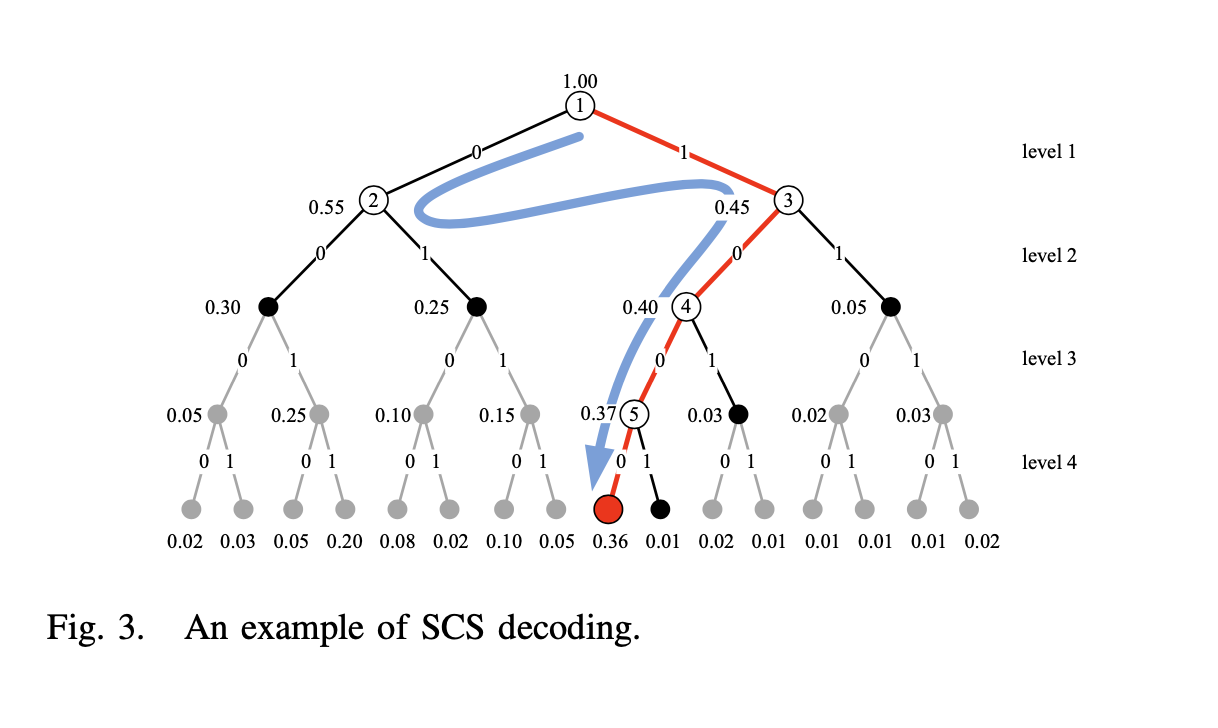 1.00
1
0 1 level 1
0.55 2 0.45 3
0 1 0 1 level 2
0.30 0.25 0.40 4 0.05
0 1 0 1 0 1 0 1 level 3
0.05 0.25 0.10 0.15 0.37 5 0.03 0.02 0.03
0 1 0 1 0 1 0 1 0 1 0 1 0 1 0 1 level 4
0.02 0.03 0.05 0.20 0.08 0.02 0.10 0.05 0.36 0.01 0.02 0.01 0.01 0.01 0.01 0.02
Fig. 3. An example of SCS decoding.